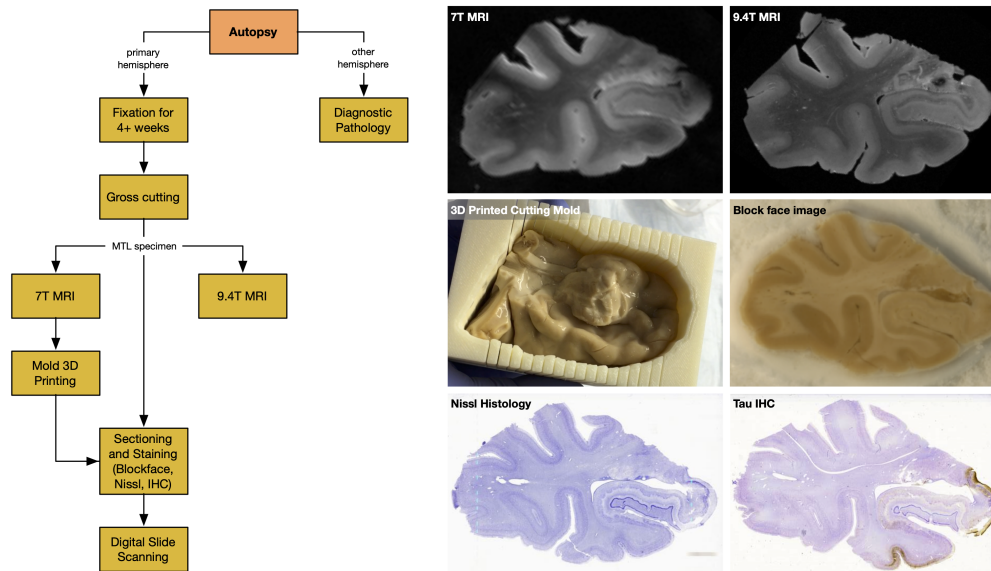 Autopsy
primary
hemisphere
other
hemisphere
Fixation for
4+ weeks
Diagnostic
Pathology
Gross cutting
MTL specimen
7T MRI
9.4T MRI
Mold 3D
Printing
Sectioning
and Staining
(Blockface,
Nissl, IHC)
Digital Slide
Scanning
7T MRI
9.4T MRI
3D Printed Cutting Mold
Block face image
Nissl Histology
Tau IHC